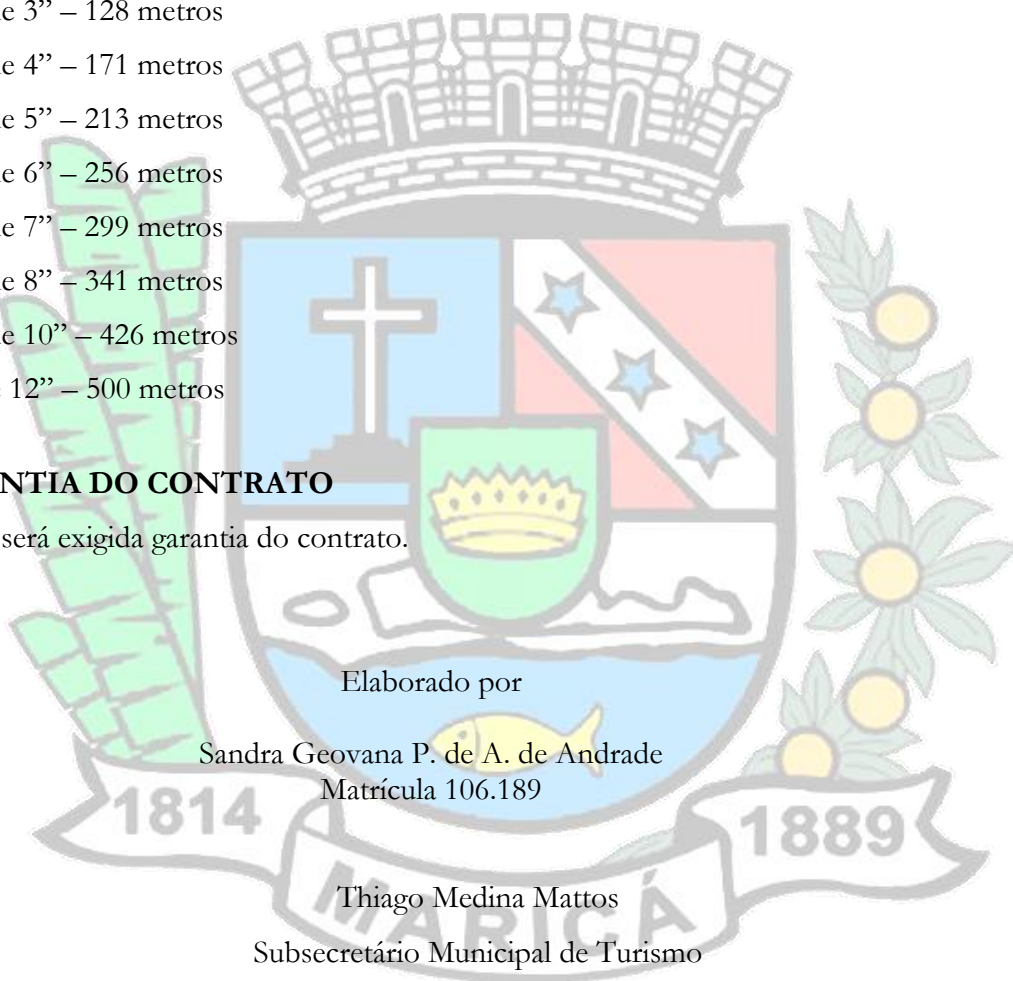 e 3” – 128 metros
e 4” – 171 metros
e 5” – 213 metros
e 6” – 256 metros
e 7” – 299 metros
e 8” – 341 metros
e 10” – 426 metros
12” – 500 metros
NTIA DO CONTRATO
será exigida garantia do contrato.
Elaborado por
Sandra Geovana P. de A. de Andrade
Matrícula 106.189
1814
1889
Thiago Medina Mattos
MARICÁ
Subsecretário Municipal de Turismo